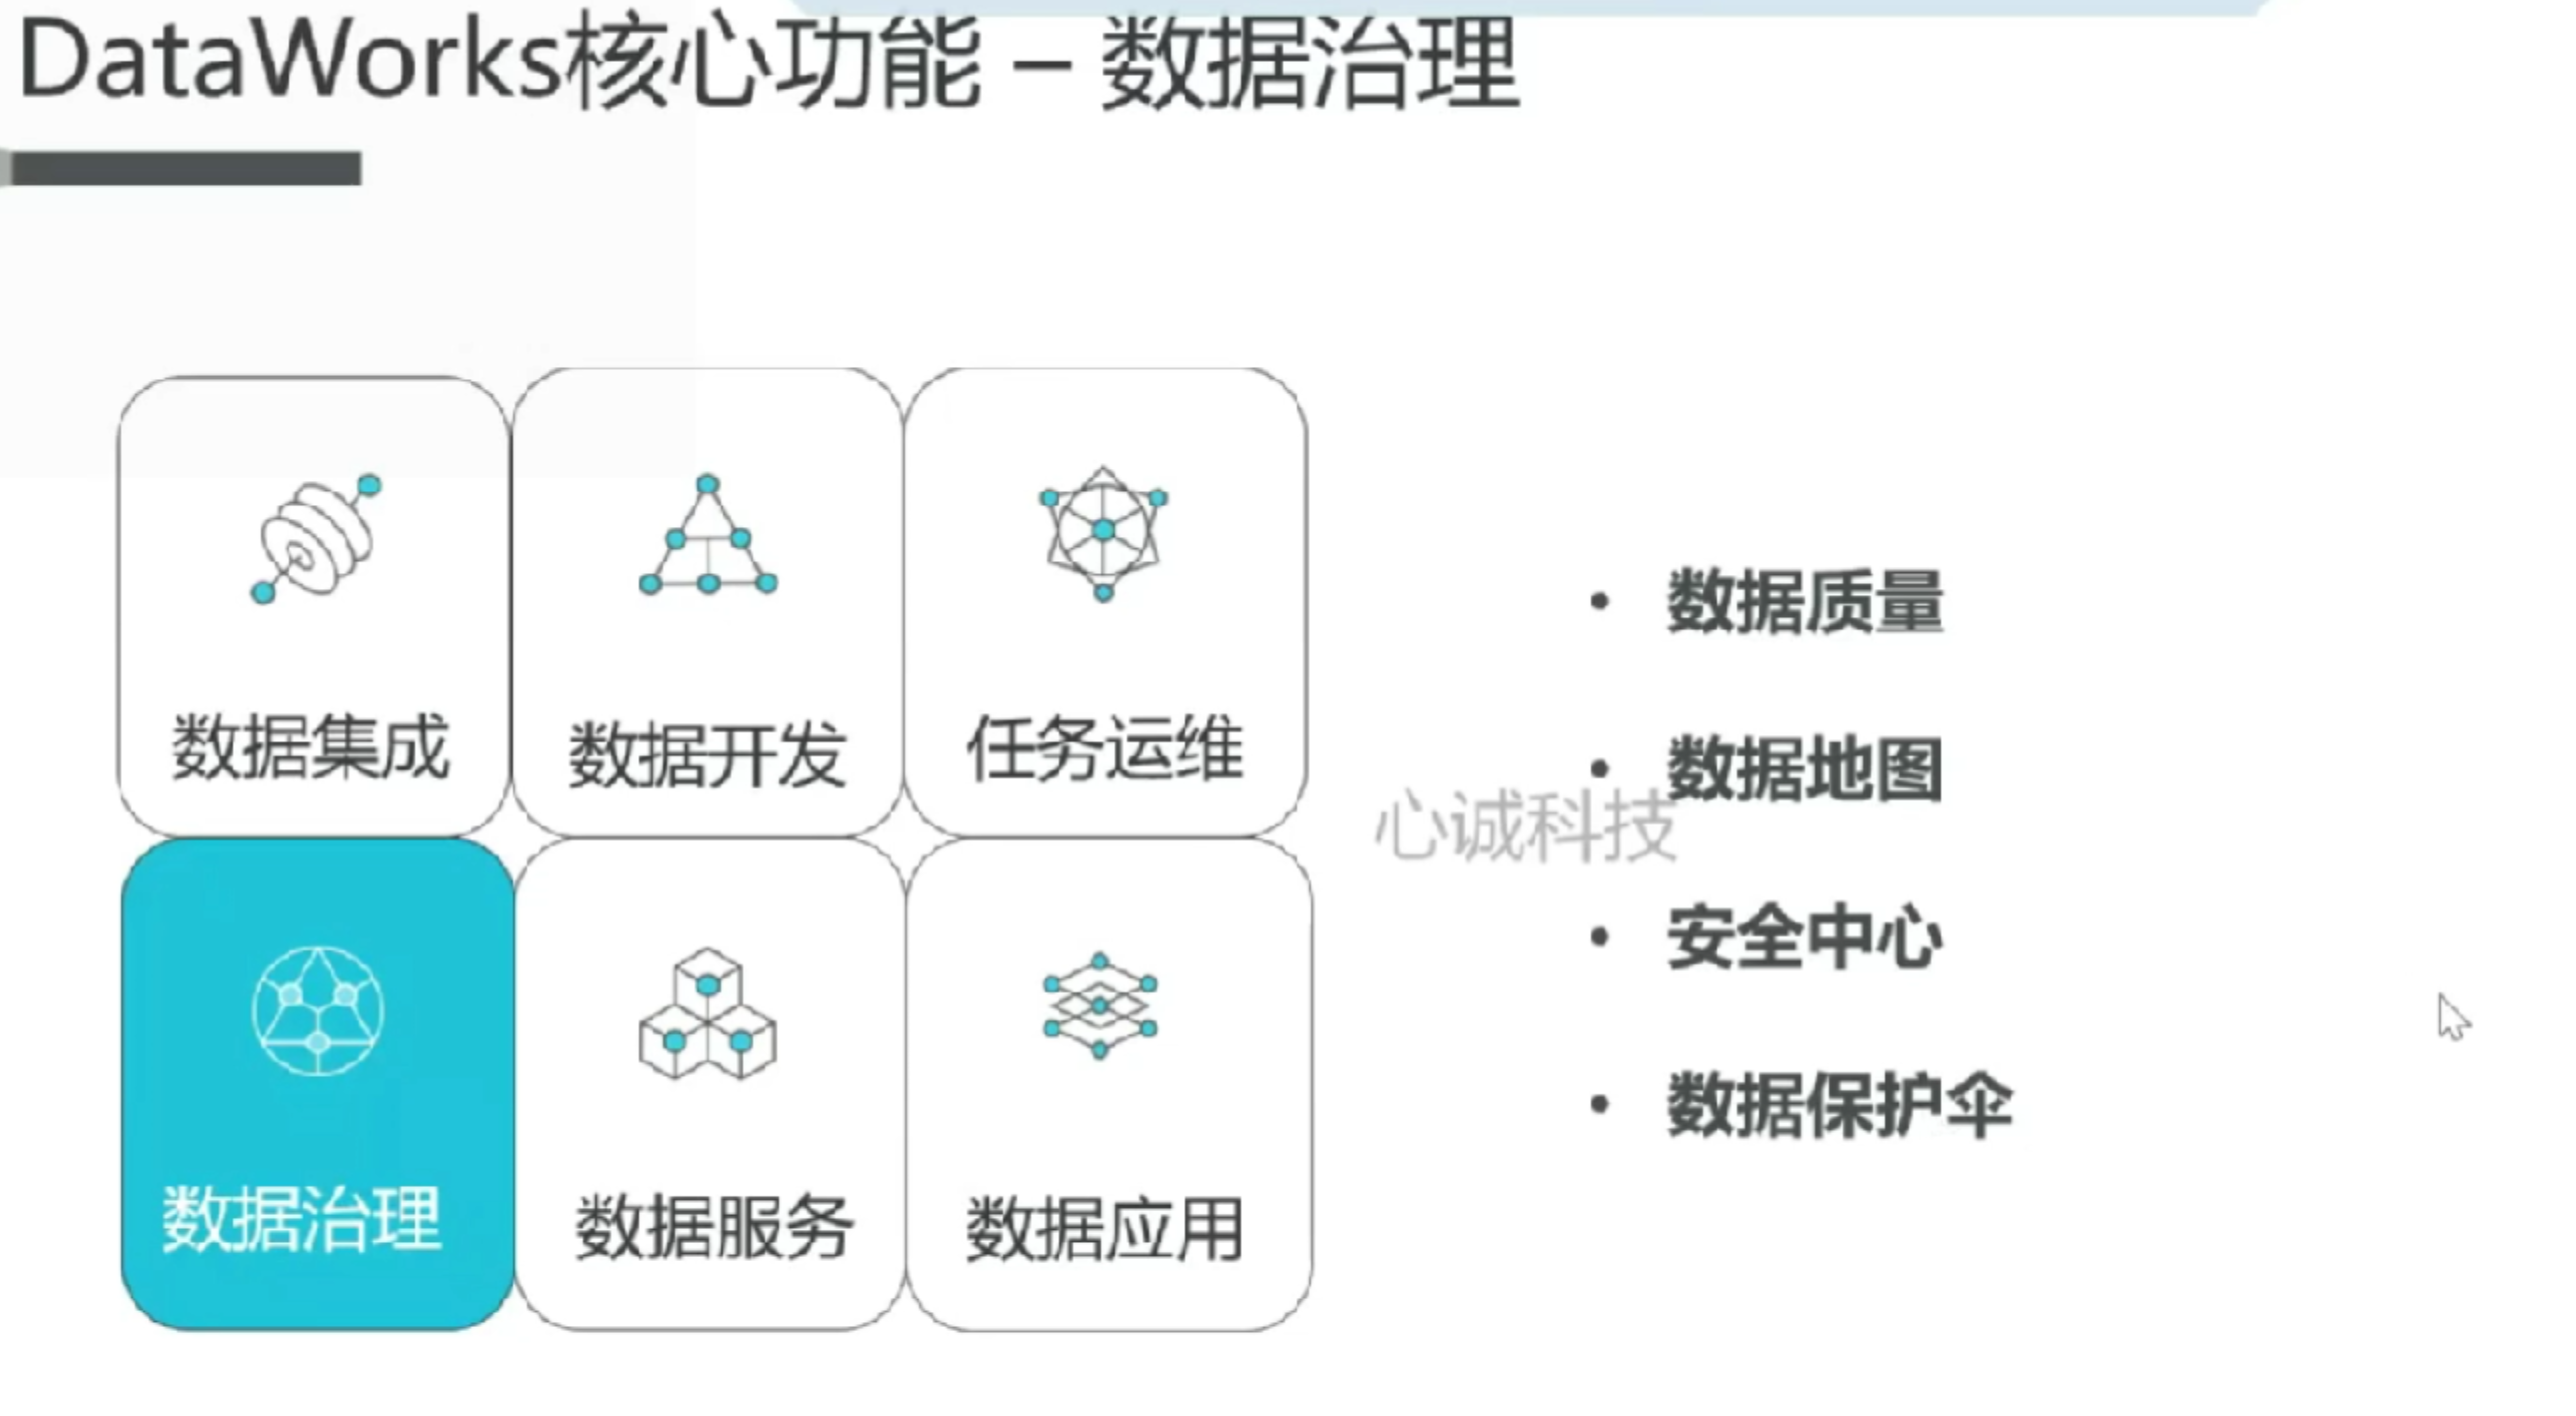 DataWorks核心功能 – 数据治理
数据集成
数据开发
任务运维
数据治理
数据服务
数据应用
• 数据质量
• 数据地图
心诚科技
• 安全中心
• 数据保护伞